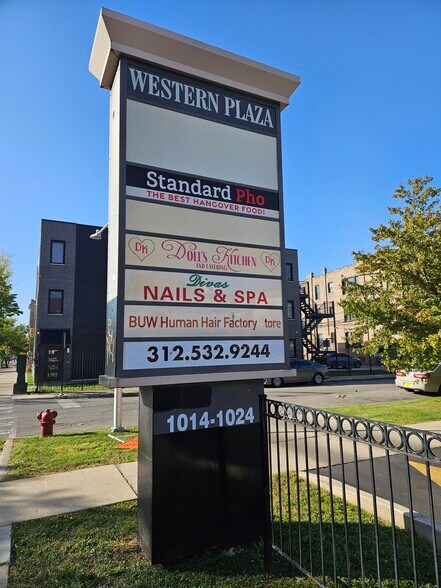 WESTERN PLAZA
Standard Pho
THE BEST HANGOVER FOOD!
DK DOLL'S KITCHEN DK
AND CATERING
Divas
NAILS & SPA
BUW Human Hair Factory tore
312.532.9244
1014-1024